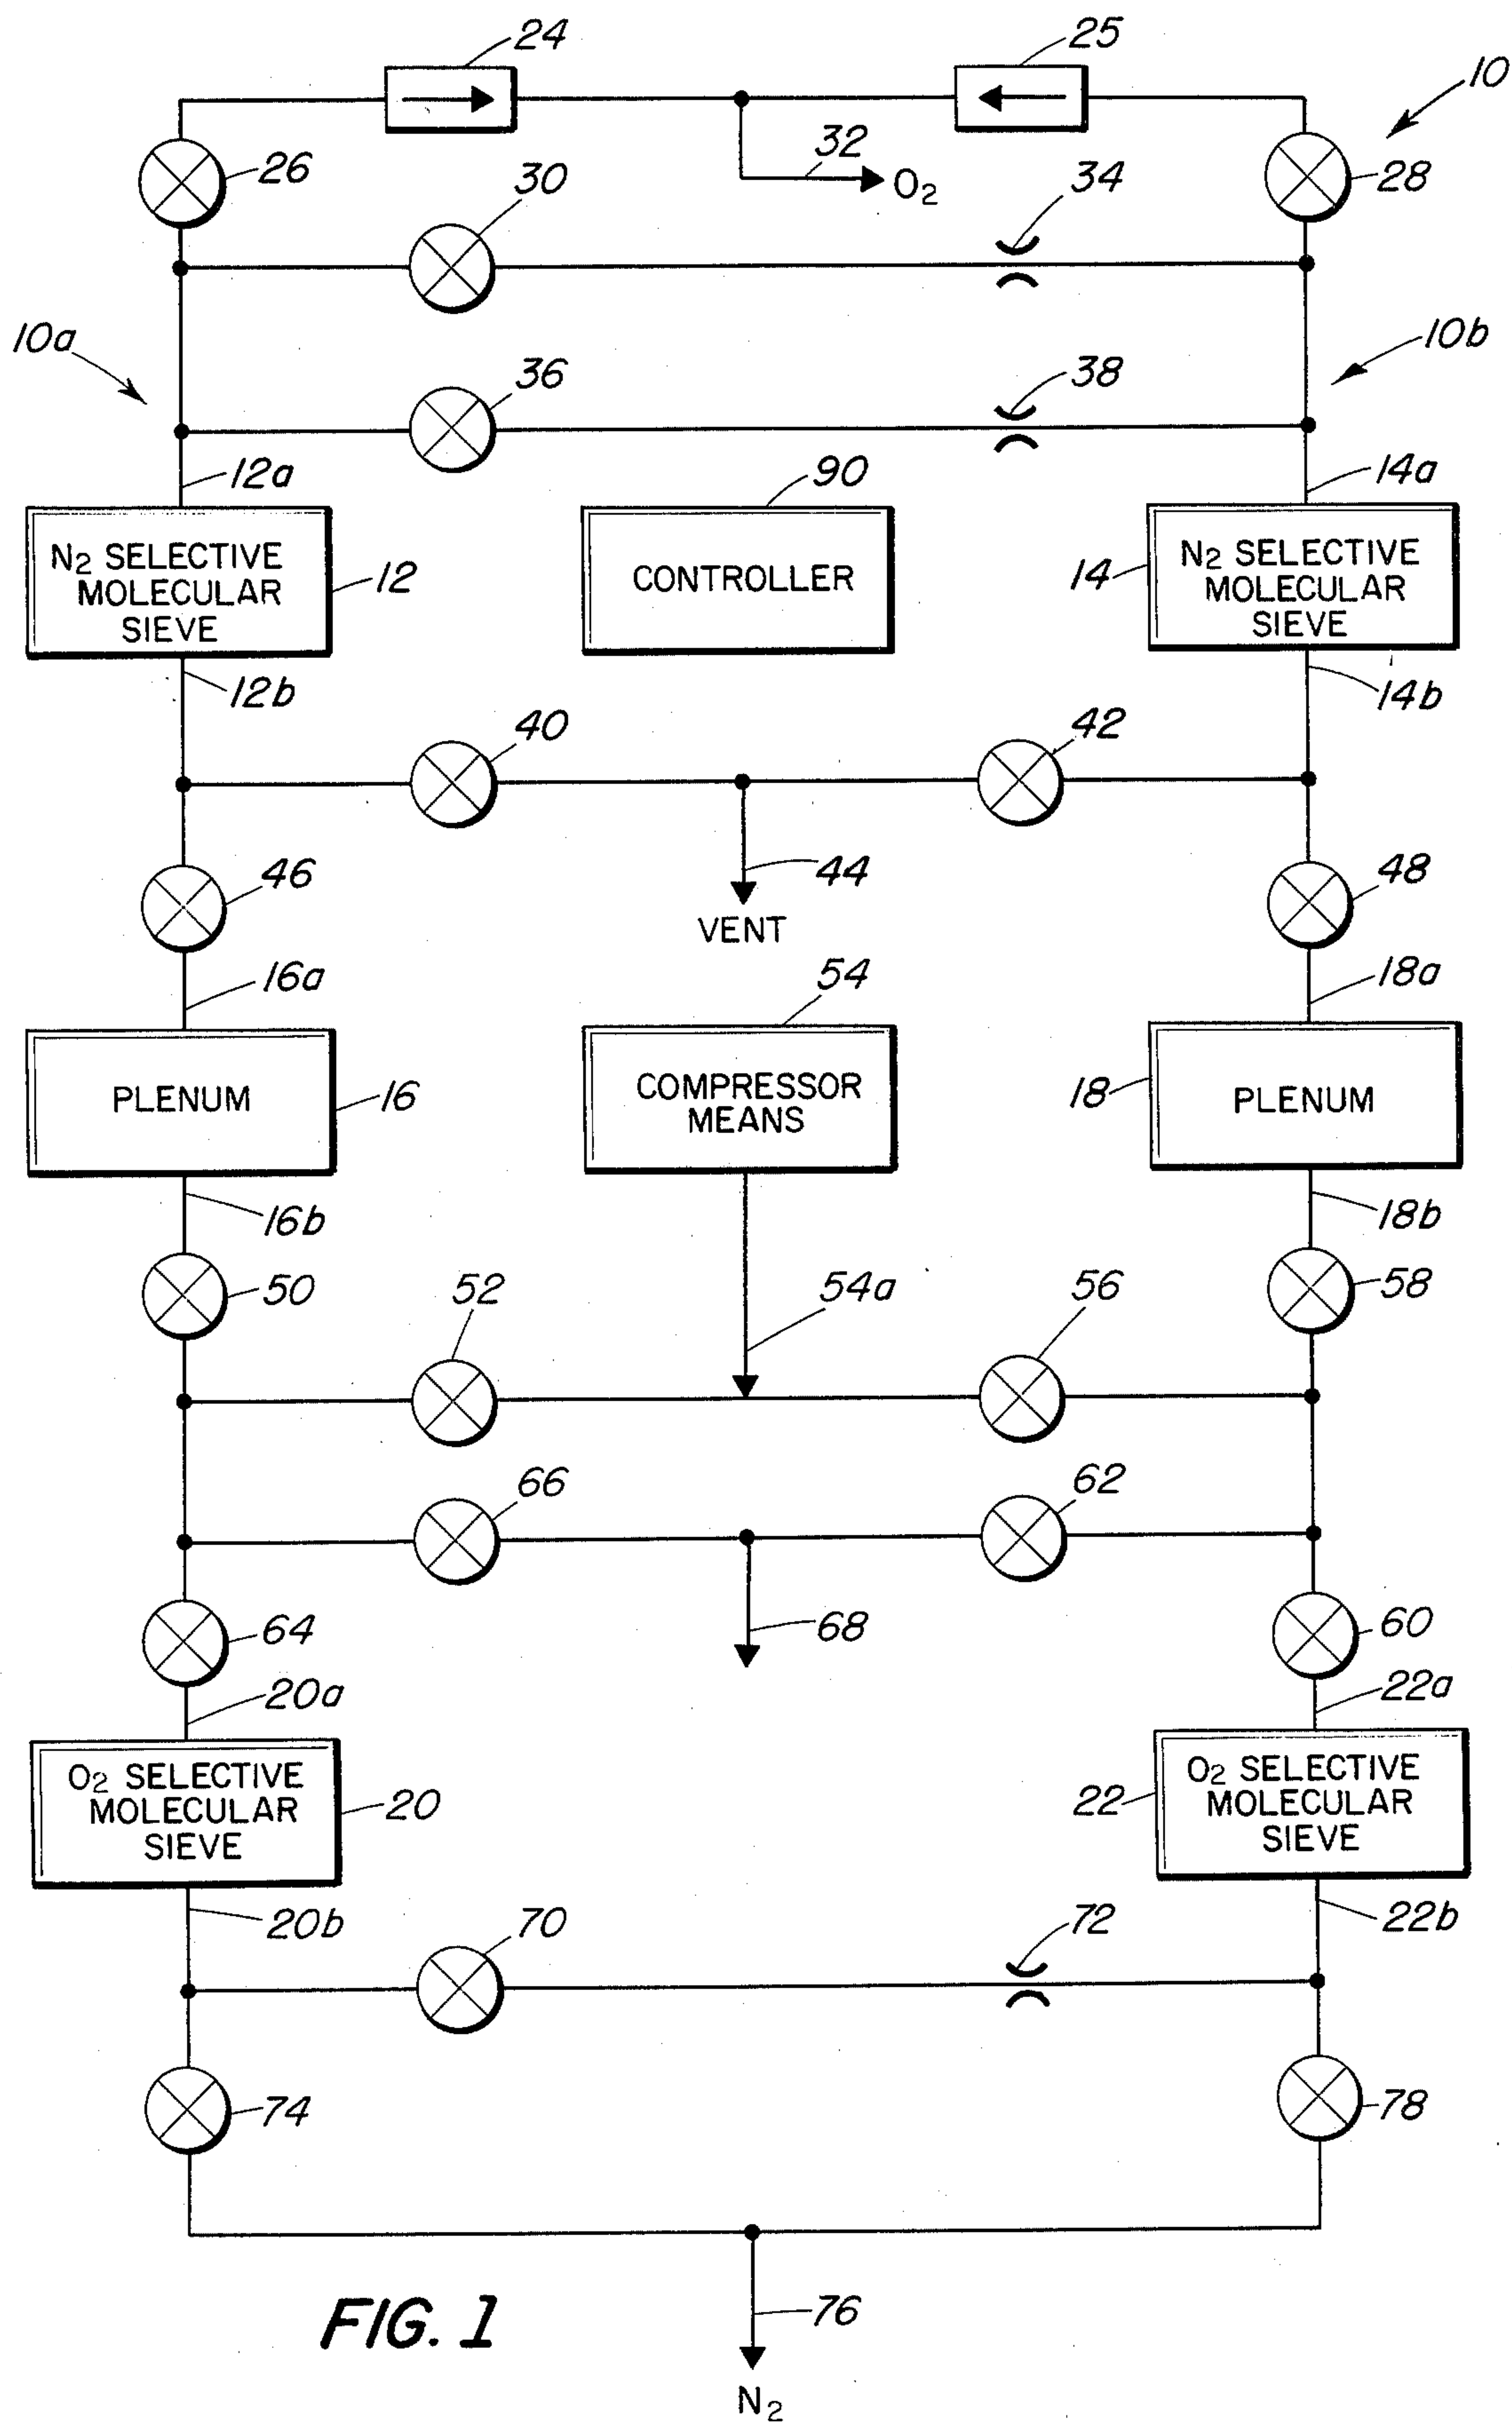 24
25
10
26
32
O2
28
30
34
10a
36
38
10b
12a
90
14a
N2 SELECTIVE
MOLECULAR
SIEVE
12
CONTROLLER
14
N2 SELECTIVE
MOLECULAR
SIEVE
12b
14b
40
42
46
44
48
VENT
16a
54
18a
PLENUM
16
COMPRESSOR
MEANS
18
PLENUM
16b
18b
50
52
54a
56
58
66
62
64
68
60
20a
22a
O2 SELECTIVE
MOLECULAR
SIEVE
20
22
O2 SELECTIVE
MOLECULAR
SIEVE
20b
70
72
22b
74
78
FIG. 1
76
N2